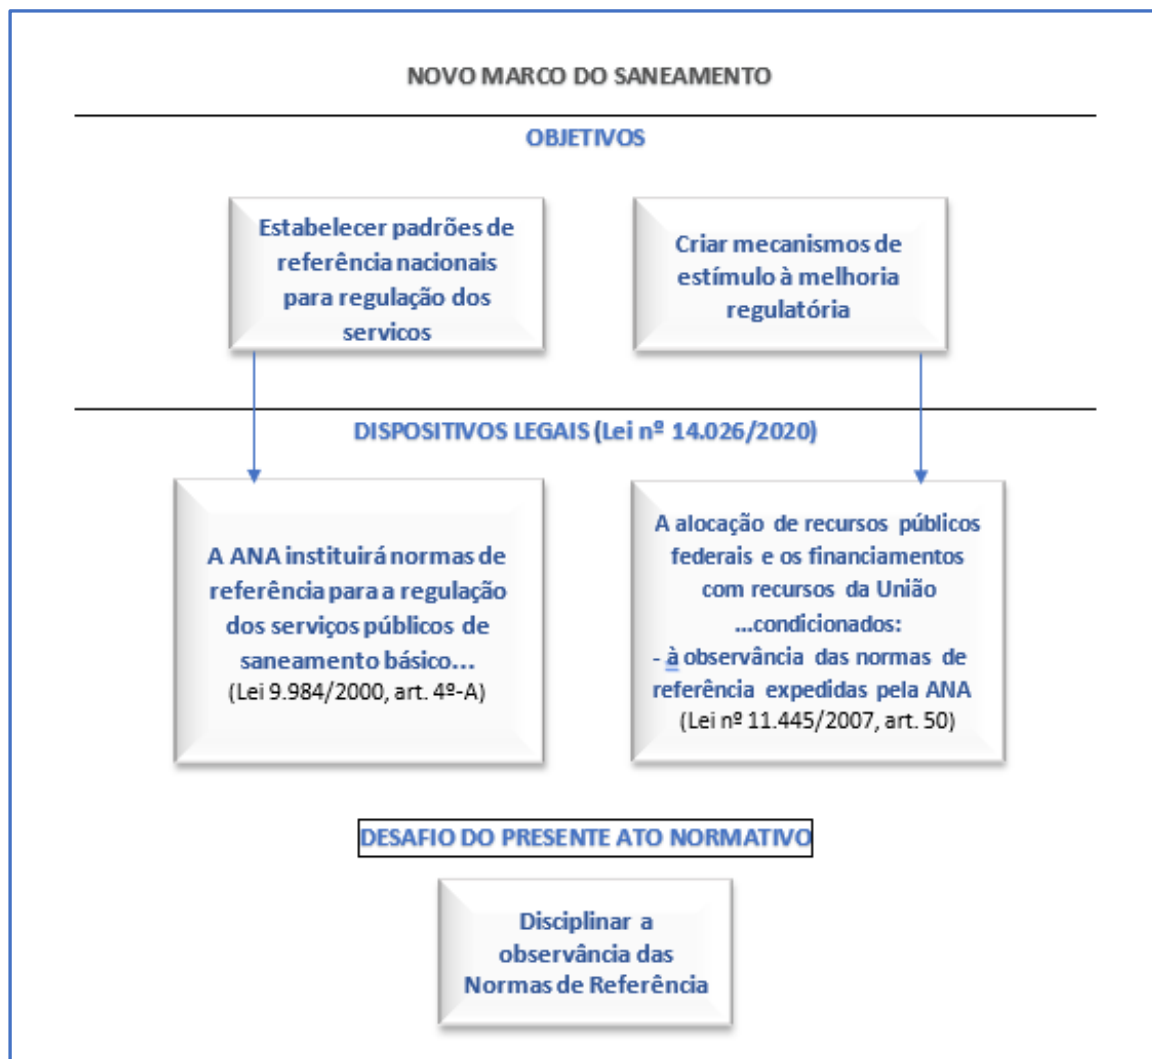 NOVO MARCO DO SANEAMENTO
OBJETIVOS
Estabelecer padrões de
referência nacionais
para regulação dos
servicos
Criar mecanismos de
estímulo à melhoria
regulatória
DISPOSITIVOS LEGAIS (Lei nº 14.026/2020)
A ANA instituirá normas de
referência para a regulação
dos serviços públicos de
saneamento básico...
(Lei 9.984/2000, art. 4º-A)
A alocação de recursos públicos
federais e os financiamentos
com recursos da União
...condicionados:
- à observância das normas de
referência expedidas pela ANA
(Lei nº 11.445/2007, art. 50)
DESAFIO DO PRESENTE ATO NORMATIVO
Disciplinar a
observância das
Normas de Referência